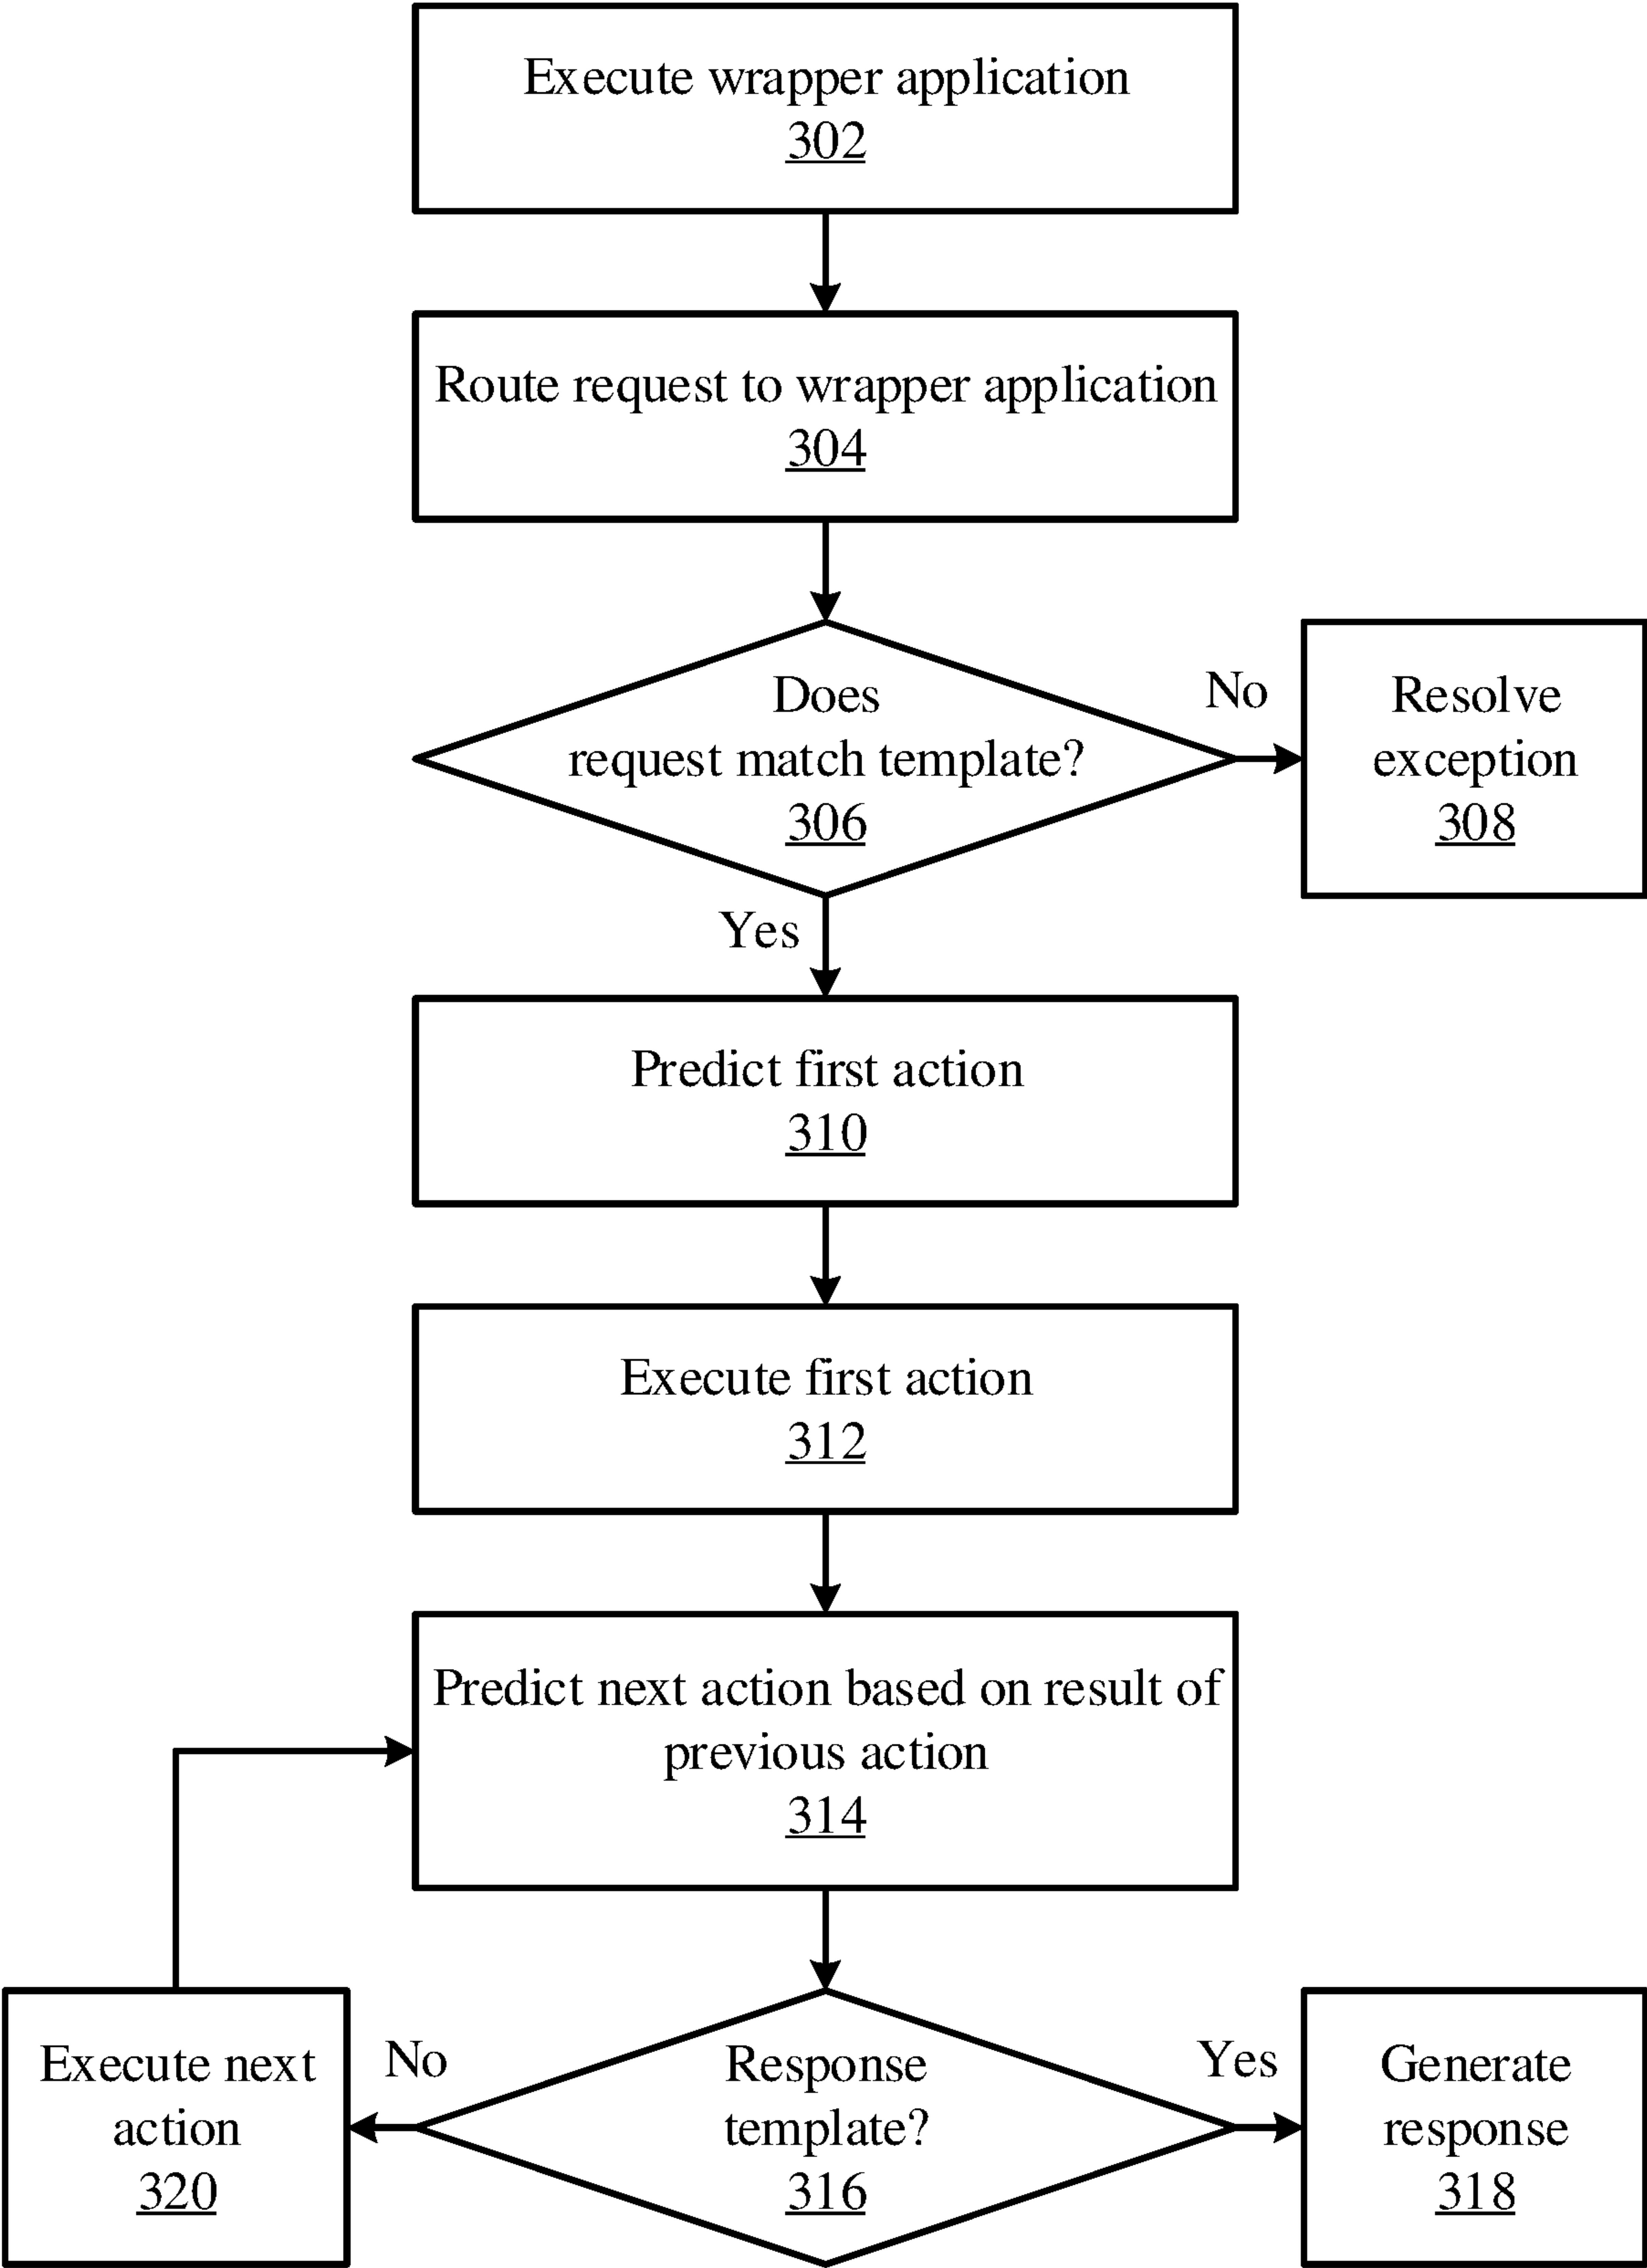 Execute wrapper application
302
Route request to wrapper application
304
Does
request match template?
306
No
Resolve
exception
308
Yes
Predict first action
310
Execute first action
312
Predict next action based on result of
previous action
314
Execute next
action
320
No
Response
template?
316
Yes
Generate
response
318